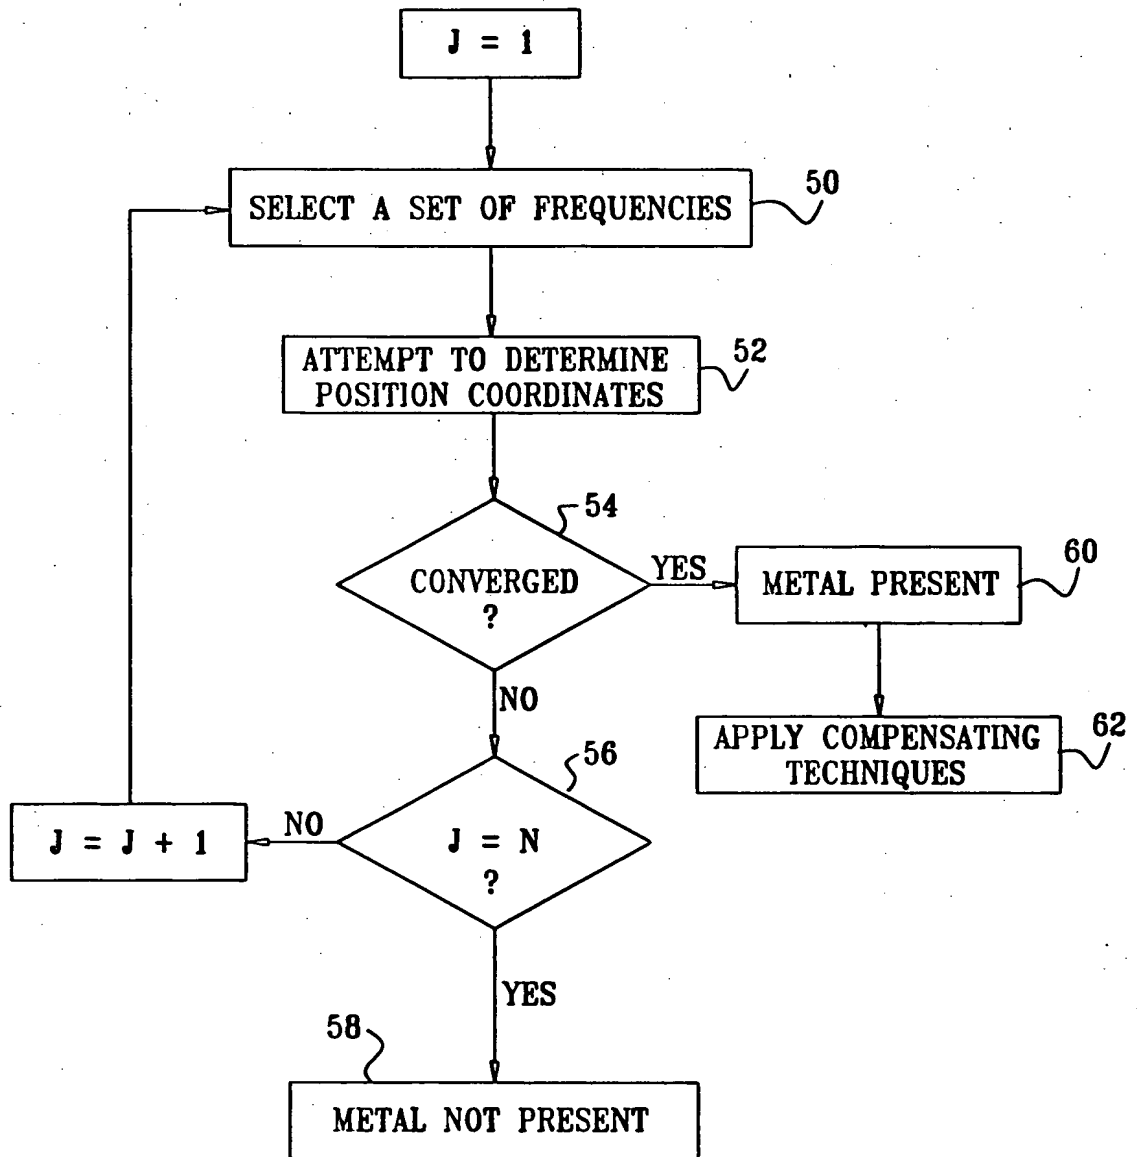 J = 1
SELECT A SET OF FREQUENCIES
50
ATTEMPT TO DETERMINE
POSITION COORDINATES
52
54
CONVERGED
?
YES
METAL PRESENT
60
NO
APPLY COMPENSATING
TECHNIQUES
62
56
J = N
?
NO
J = J + 1
YES
58
METAL NOT PRESENT